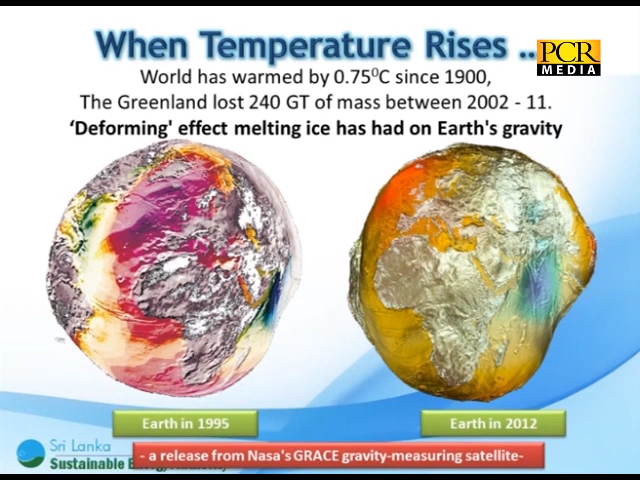 When Temperature Rises ..
PCR
MEDIA
World has warmed by 0.75⁰C since 1900,
The Greenland lost 240 GT of mass between 2002 - 11.
‘Deforming' effect melting ice has had on Earth's gravity
Earth in 1995
Earth in 2012
Sri Lanka
Sustainable
- a release from Nasa's GRACE gravity-measuring satellite-